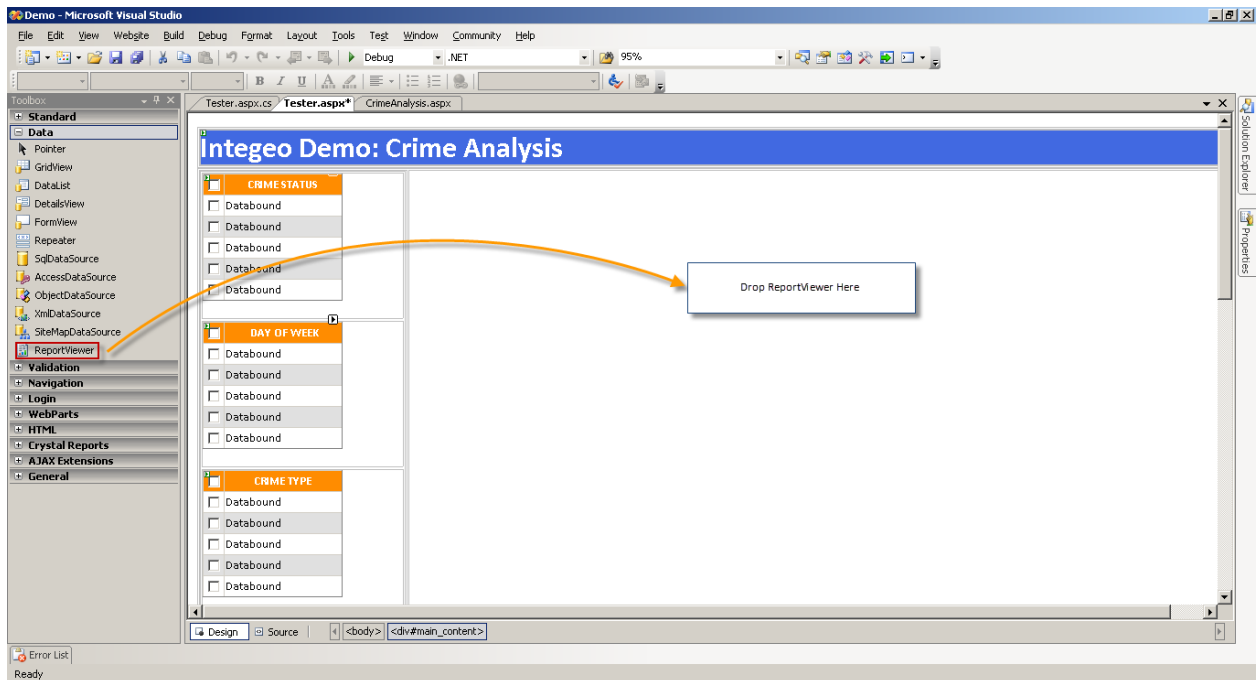 Demo - Microsoft Visual Studio
File Edit View Website Build Debug Format Layout Tools Test Window Community Help
Debug .NET 95%
B I U A
Toolbox
Tester.aspx.cs Tester.aspx* CrimeAnalysis.aspx
Standard
Data
Pointer
GridView
DataList
DetailsView
FormView
Repeater
SqlDataSource
AccessDataSource
ObjectDataSource
XmlDataSource
SiteMapDataSource
ReportViewer
Validation
Navigation
Login
WebParts
HTML
Crystal Reports
AJAX Extensions
General
Integeo Demo: Crime Analysis
CRIME STATUS
Databound
Databound
Databound
Databound
Databound
DAY OF WEEK
Databound
Databound
Databound
Databound
Databound
CRIME TYPE
Databound
Databound
Databound
Databound
Databound
Drop ReportViewer Here
Solution Explorer
Properties
Design Source <body> <div#main_content>
Error List
Ready